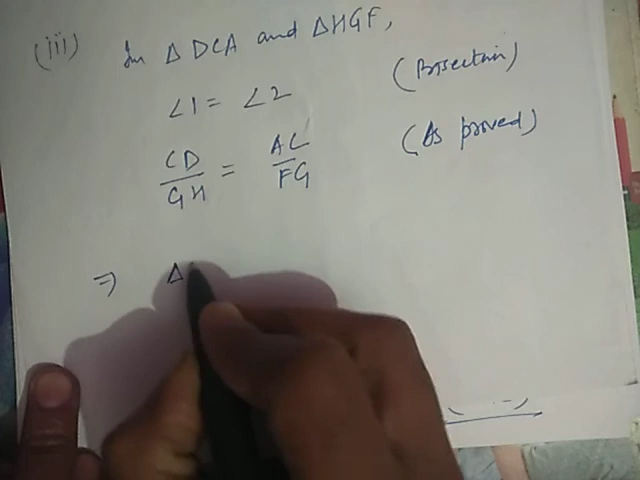 (iii) In Δ DCA and ΔHGF,
∠1 = ∠2 (Bisection)
CD/GH = AC/FG (As proved)
⇒ Δ